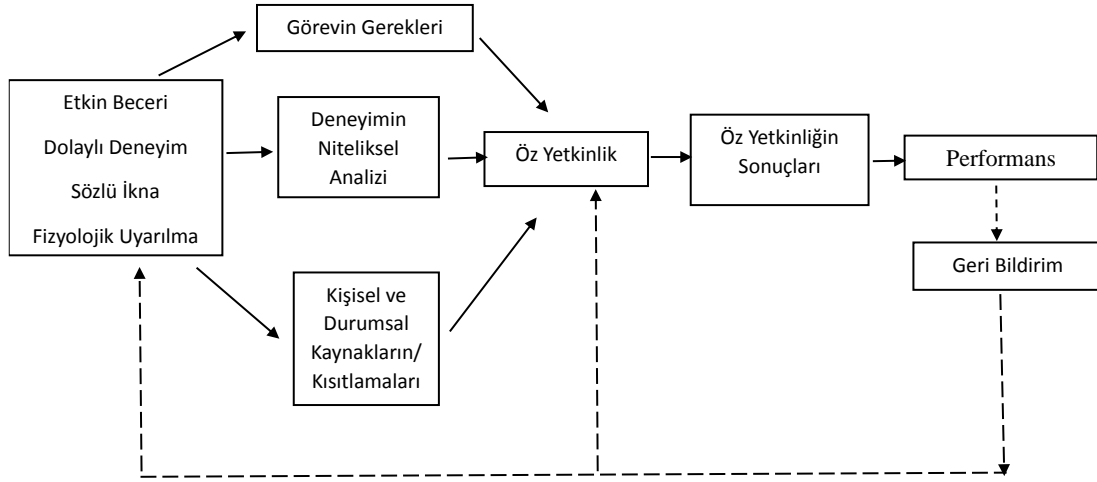 Görevin Gerekleri
Etkin Beceri
Dolaylı Deneyim
Sözlü İkna
Fizyolojik Uyarılma
Deneyimin
Niteliksel
Analizi
Kişisel ve
Durumsal
Kaynakların/
Kısıtlamaları
Öz Yetkinlik
Öz Yetkinliğin
Sonuçları
Performans
Geri Bildirim